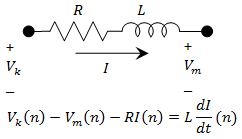 R L
+ +
V_k I V_m
− −
V_k(n) − V_m(n) − RI(n) = L dI/dt (n)